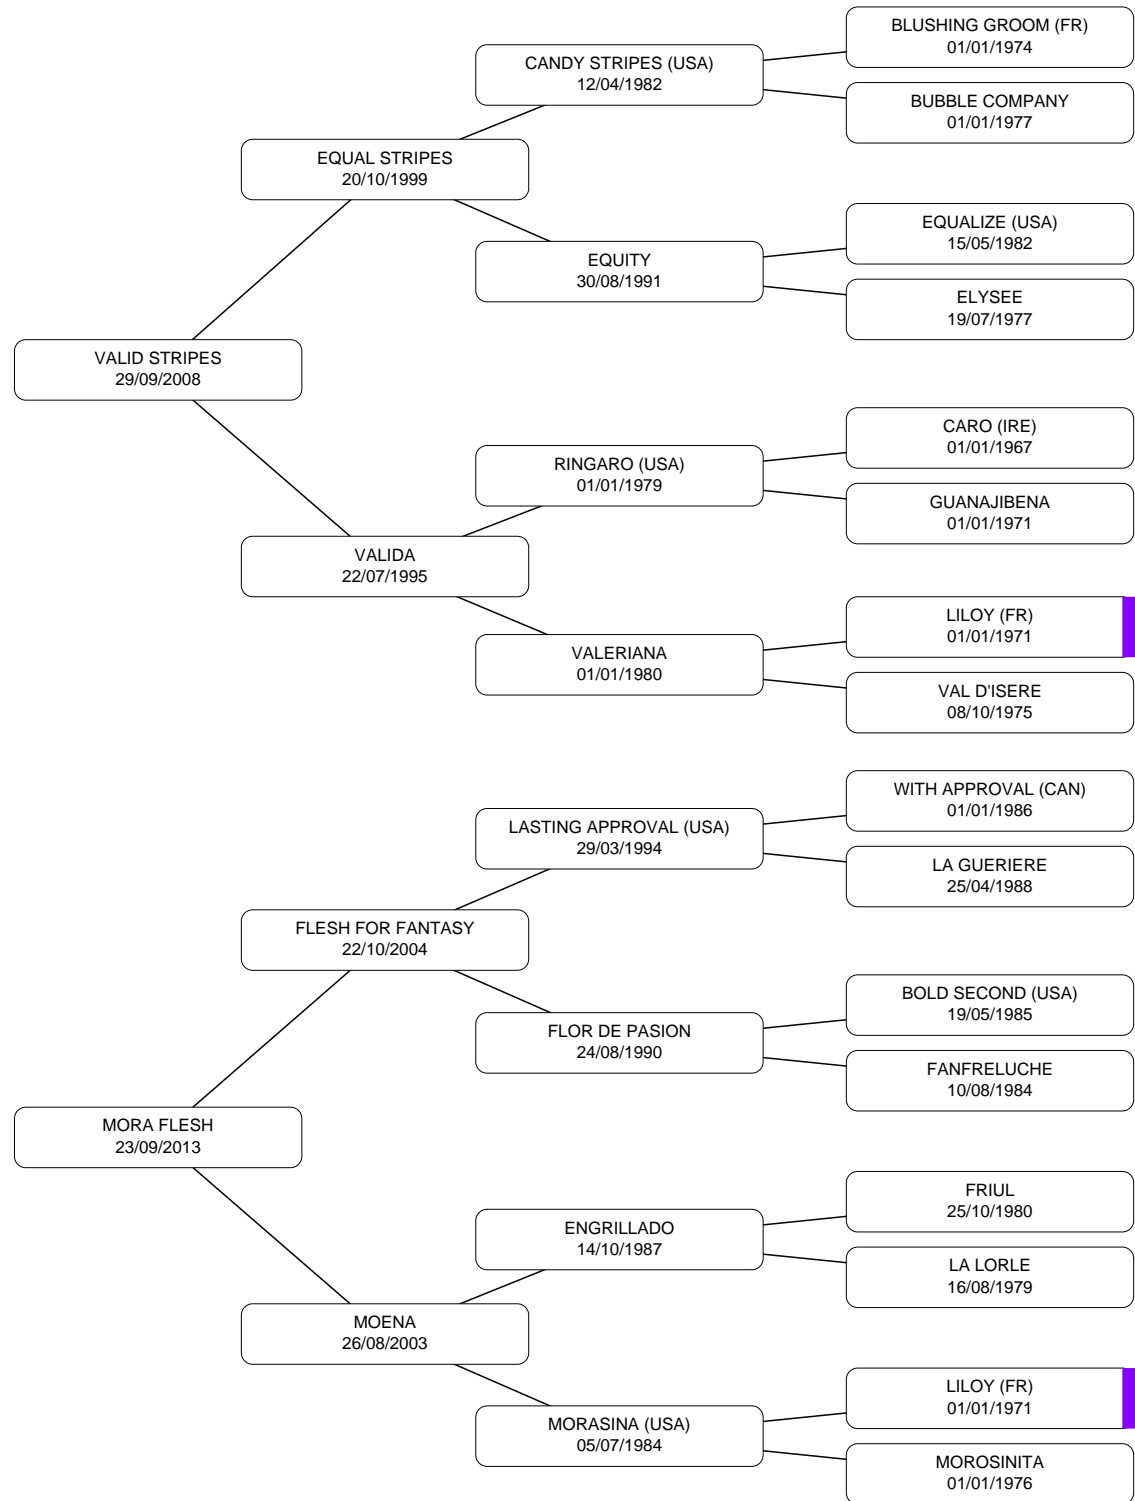 BLUSHING GROOM (FR)
01/01/1974
CANDY STRIPES (USA)
12/04/1982
BUBBLE COMPANY
01/01/1977
EQUAL STRIPES
20/10/1999
EQUALIZE (USA)
15/05/1982
EQUITY
30/08/1991
ELYSEE
19/07/1977
VALID STRIPES
29/09/2008
CARO (IRE)
01/01/1967
RINGARO (USA)
01/01/1979
GUANAJIBENA
01/01/1971
VALIDA
22/07/1995
LILOY (FR)
01/01/1971
VALERIANA
01/01/1980
VAL D'ISERE
08/10/1975
WITH APPROVAL (CAN)
01/01/1986
LASTING APPROVAL (USA)
29/03/1994
LA GUERIERE
25/04/1988
FLESH FOR FANTASY
22/10/2004
BOLD SECOND (USA)
19/05/1985
FLOR DE PASION
24/08/1990
FANFRELUCHE
10/08/1984
MORA FLESH
23/09/2013
FRIUL
25/10/1980
ENGRILLADO
14/10/1987
LA LORLE
16/08/1979
MOENA
26/08/2003
LILOY (FR)
01/01/1971
MORASINA (USA)
05/07/1984
MOROSINITA
01/01/1976